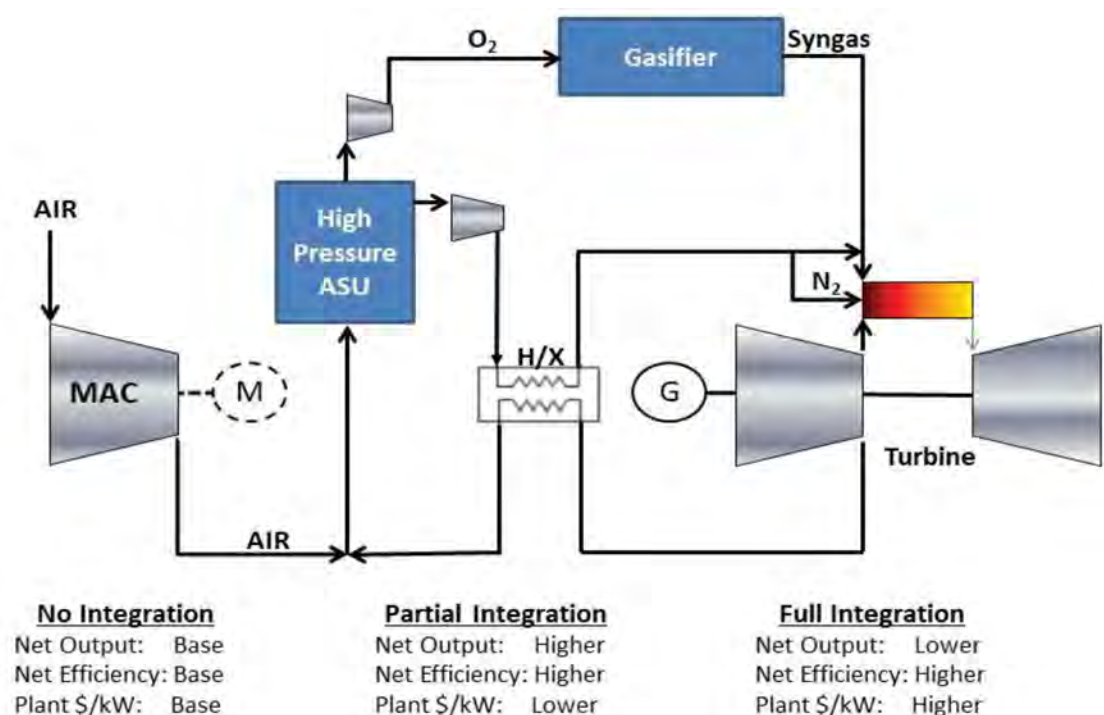 O₂
Syngas
Gasifier
AIR
High
Pressure
ASU
N₂
H/X
MAC
M
G
Turbine
AIR
No Integration
Net Output: Base
Net Efficiency: Base
Plant $/kW: Base
Partial Integration
Net Output: Higher
Net Efficiency: Higher
Plant $/kW: Lower
Full Integration
Net Output: Lower
Net Efficiency: Higher
Plant $/kW: Higher